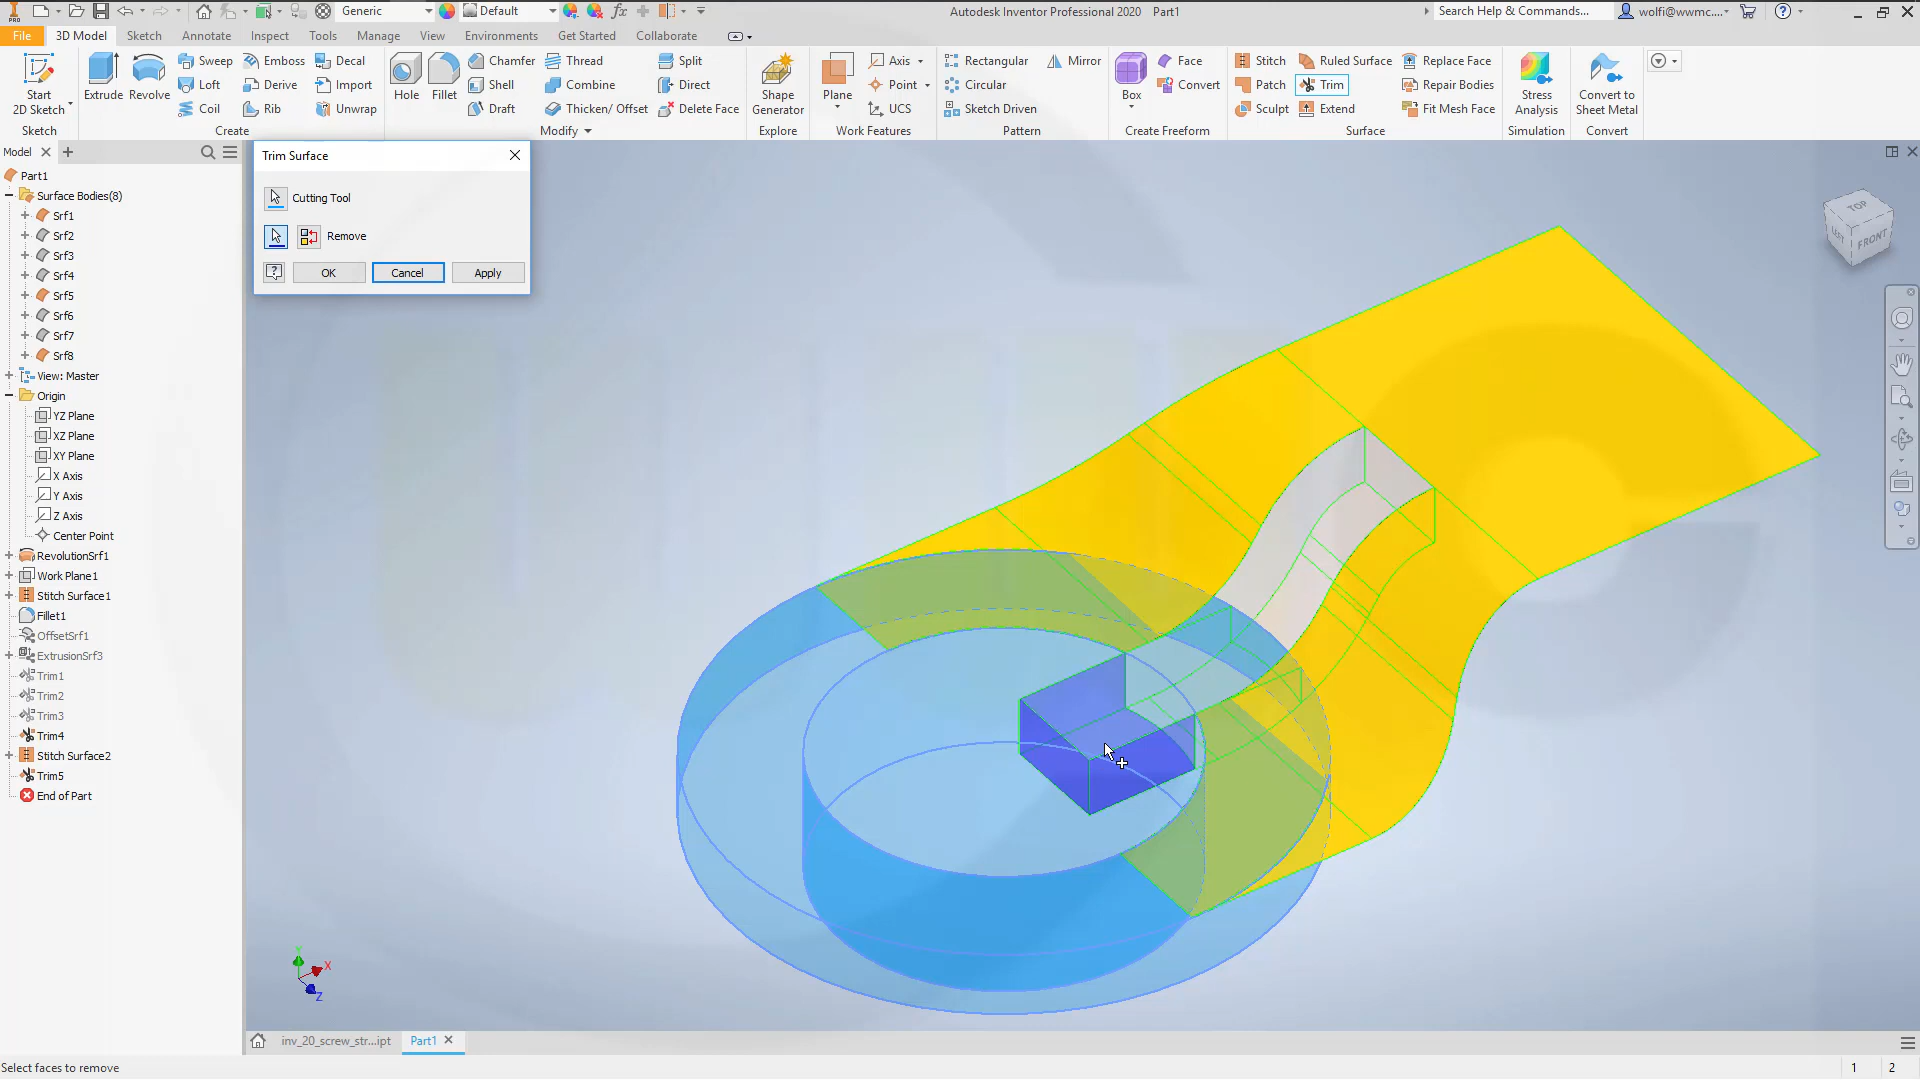 PRO
Generic
Default
Autodesk Inventor Professional 2020 Part1
Search Help & Commands...
wolfi@wwmc....
File
3D Model
Sketch
Annotate
Inspect
Tools
Manage
View
Environments
Get Started
Collaborate
Start
2D Sketch
Sketch
Extrude
Revolve
Sweep
Loft
Coil
Emboss
Derive
Rib
Decal
Import
Unwrap
Create
Hole
Fillet
Chamfer
Shell
Draft
Thread
Combine
Thicken/ Offset
Split
Direct
Delete Face
Modify
Shape
Generator
Explore
Plane
Axis
Point
UCS
Work Features
Rectangular
Circular
Sketch Driven
Mirror
Pattern
Box
Face
Convert
Create Freeform
Stitch
Patch
Sculpt
Ruled Surface
Trim
Extend
Replace Face
Repair Bodies
Fit Mesh Face
Surface
Stress
Analysis
Simulation
Convert to
Sheet Metal
Convert
Model
Part1
Surface Bodies(8)
Srf1
Srf2
Srf3
Srf4
Srf5
Srf6
Srf7
Srf8
View: Master
Origin
YZ Plane
XZ Plane
XY Plane
X Axis
Y Axis
Z Axis
Center Point
RevolutionSrf1
Work Plane1
Stitch Surface1
Fillet1
OffsetSrf1
ExtrusionSrf3
Trim1
Trim2
Trim3
Trim4
Stitch Surface2
Trim5
End of Part
Trim Surface
Cutting Tool
Remove
OK
Cancel
Apply
TOP
LEFT
FRONT
Y
X
Z
inv_20_screw_str...ipt
Part1
Select faces to remove
1
2